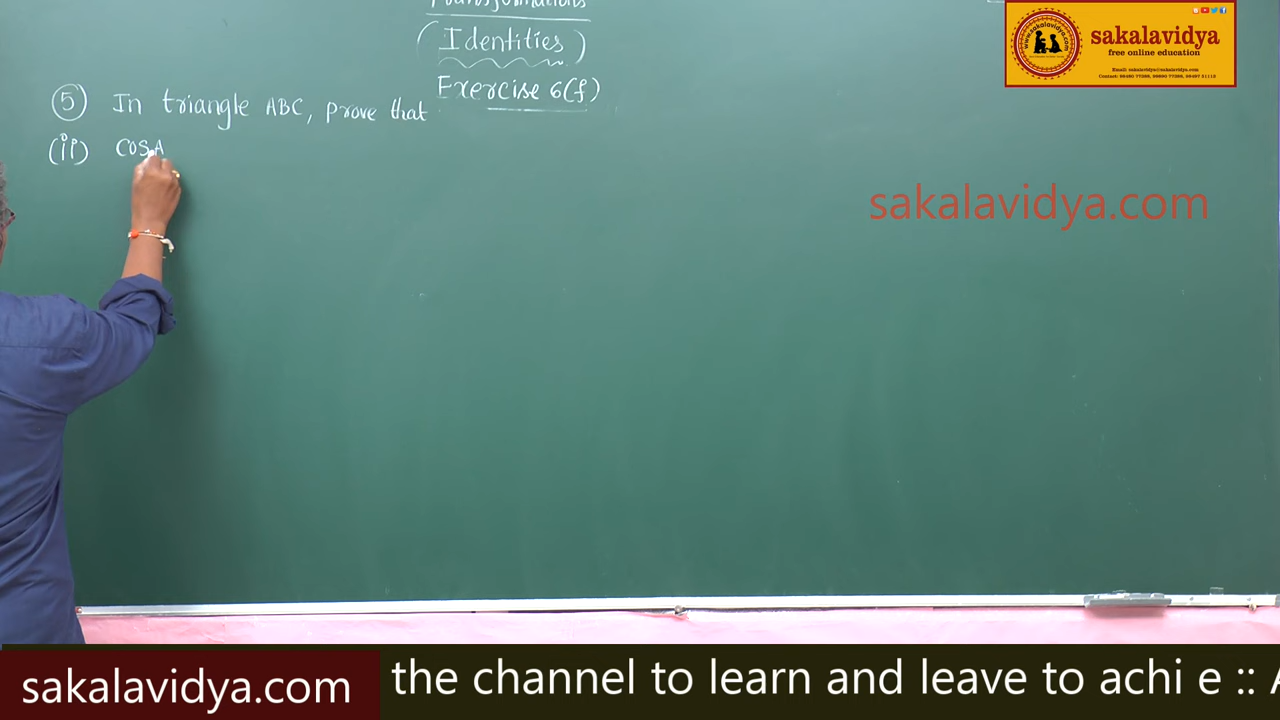 Transformations
(Identities)
Exercise 6(f)
5 In triangle ABC, prove that
(ii) cosA
sakalavidya
free online education
sakalavidya.com
sakalavidya.com
the channel to learn and leave to achi e :: A